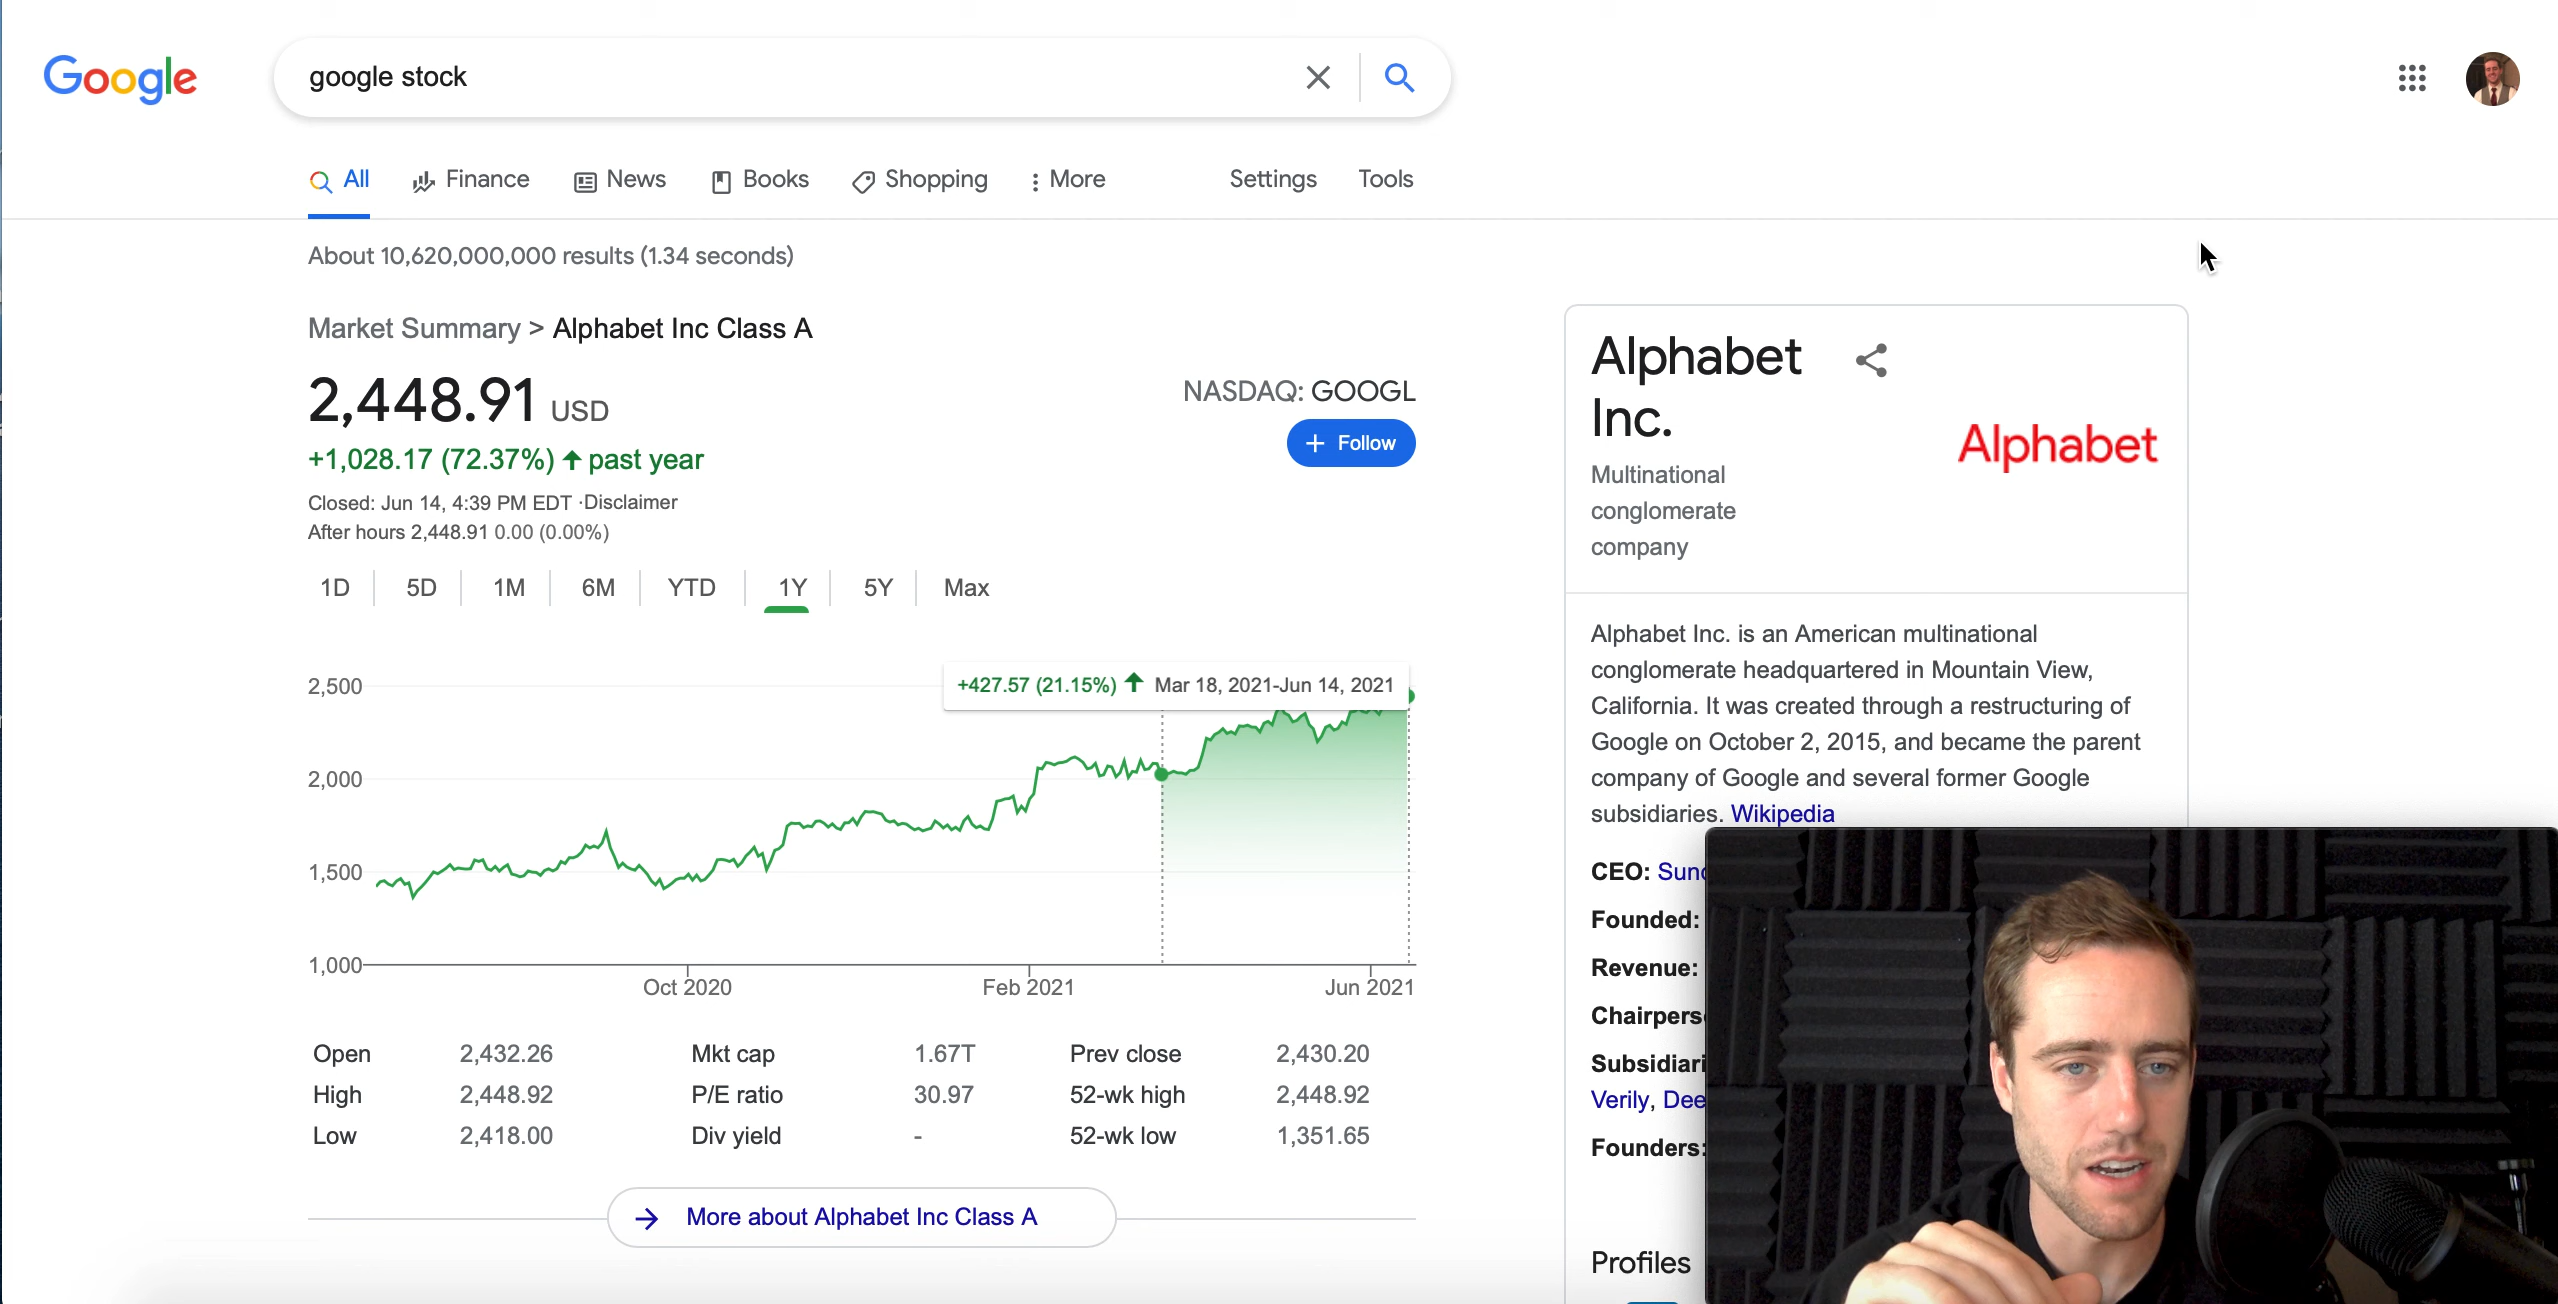 Google
google stock
All Finance News Books Shopping More Settings Tools
About 10,620,000,000 results (1.34 seconds)
Market Summary > Alphabet Inc Class A
2,448.91 USD
NASDAQ: GOOGL
+1,028.17 (72.37%) past year
+ Follow
Closed: Jun 14, 4:39 PM EDT ·Disclaimer
After hours 2,448.91 0.00 (0.00%)
1D 5D 1M 6M YTD 1Y 5Y Max
+427.57 (21.15%) Mar 18, 2021-Jun 14, 2021
2,500
2,000
1,500
1,000
Oct 2020 Feb 2021 Jun 2021
Open 2,432.26 Mkt cap 1.67T Prev close 2,430.20
High 2,448.92 P/E ratio 30.97 52-wk high 2,448.92
Low 2,418.00 Div yield - 52-wk low 1,351.65
More about Alphabet Inc Class A
Alphabet
Inc.
Alphabet
Multinational
conglomerate
company
Alphabet Inc. is an American multinational
conglomerate headquartered in Mountain View,
California. It was created through a restructuring of
Google on October 2, 2015, and became the parent
company of Google and several former Google
subsidiaries. Wikipedia
CEO:
Founded:
Revenue:
Verily,
Founders:
Profiles